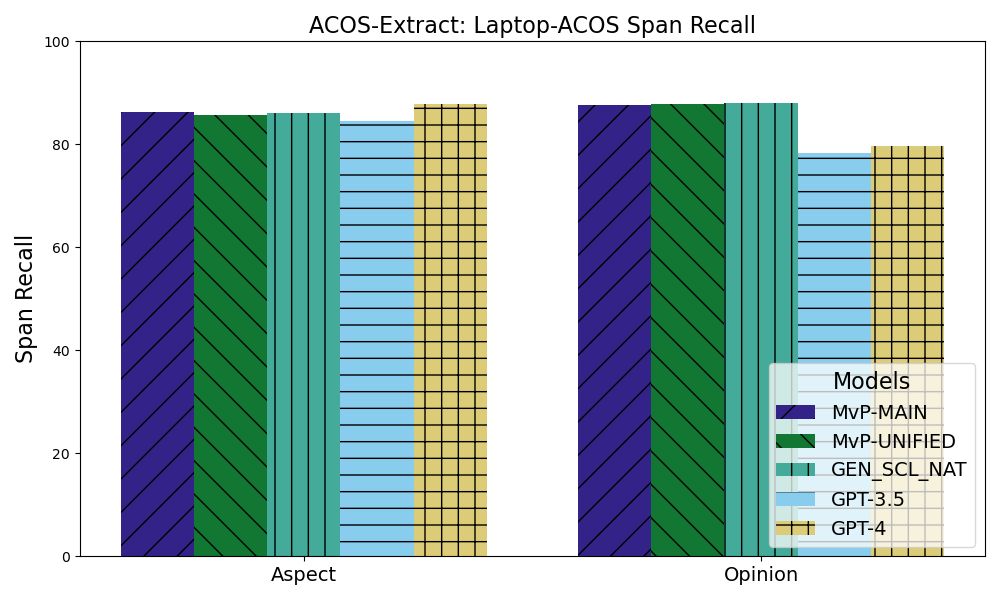 ACOS-Extract: Laptop-ACOS Span Recall
Span Recall
100
80
60
40
20
0
Aspect
Opinion
Models
MvP-MAIN
MvP-UNIFIED
GEN_SCL_NAT
GPT-3.5
GPT-4